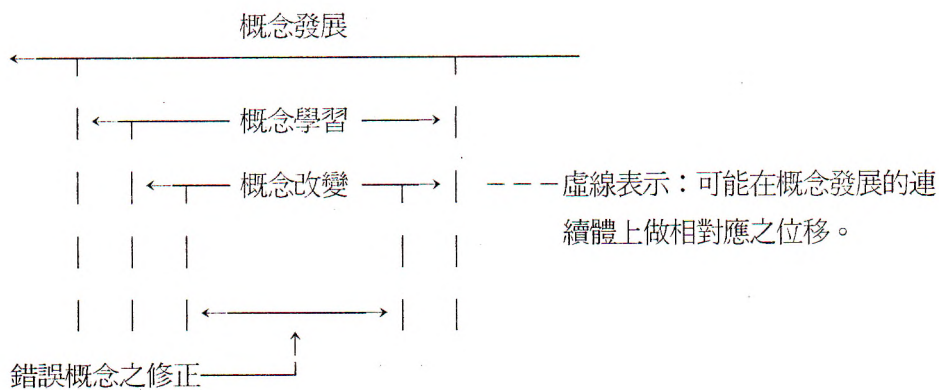 概念發展
概念學習
概念改變
虛線表示：可能在概念發展的連
續體上做相對應之位移。
錯誤概念之修正